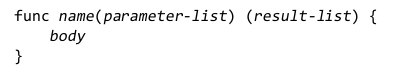 func name(parameter-list) (result-list) {
    body
}